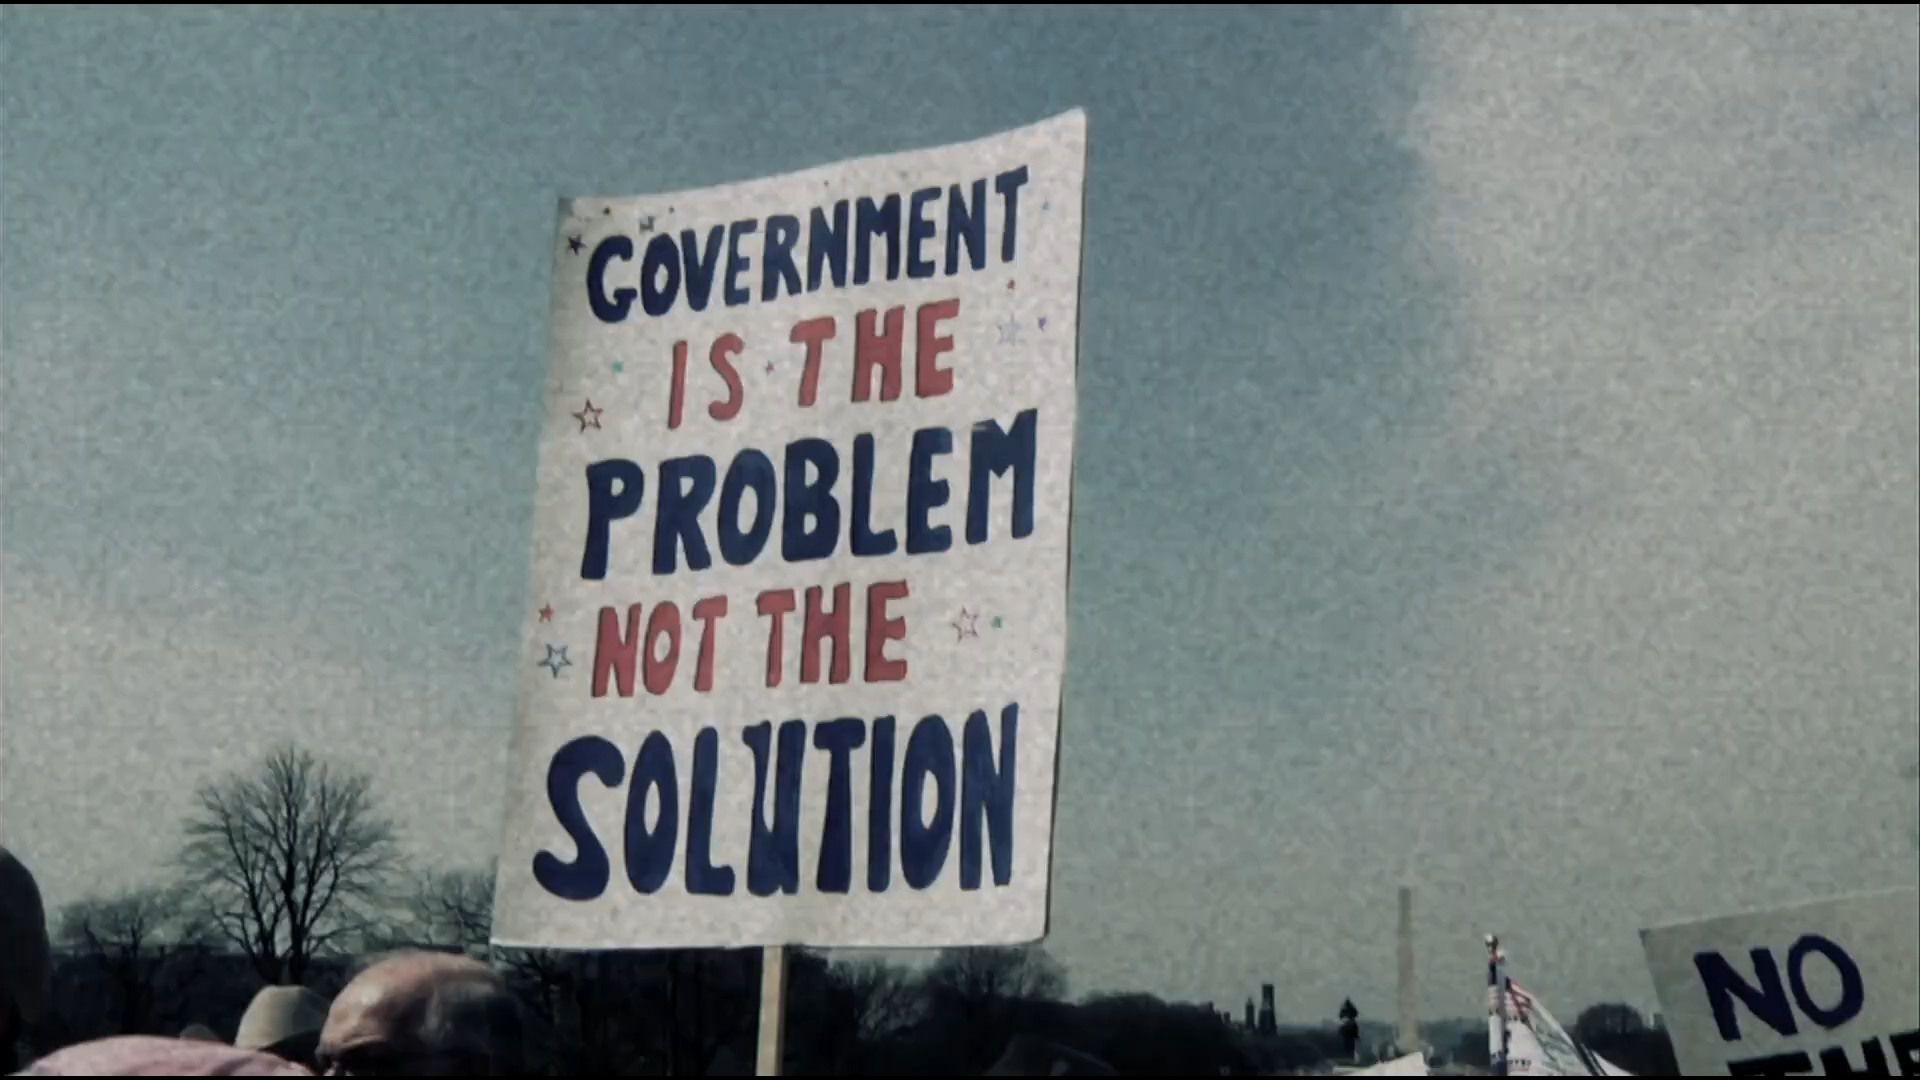 GOVERNMENT
IS THE
PROBLEM
NOT THE
SOLUTION
NO